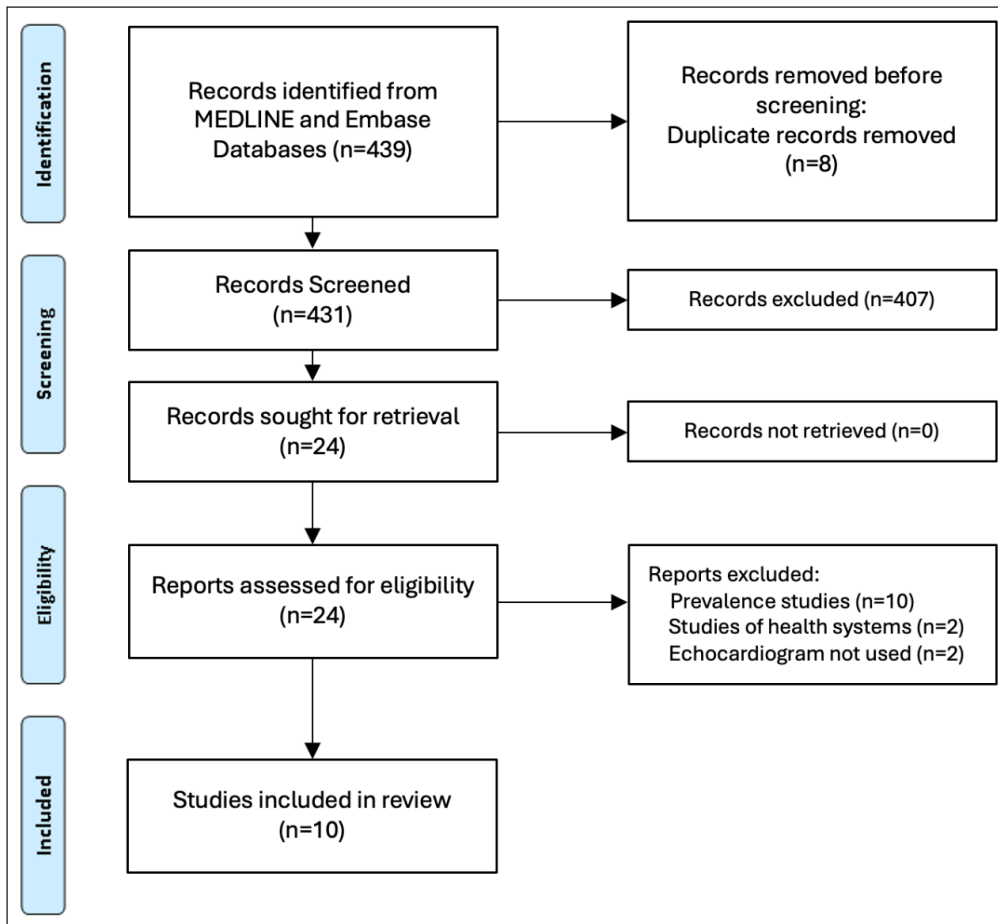 Identification
Records identified from
MEDLINE and Embase
Databases (n=439)
Records removed before
screening:
Duplicate records removed
(n=8)
Screening
Records Screened
(n=431)
Records excluded (n=407)
Records sought for retrieval
(n=24)
Records not retrieved (n=0)
Eligibility
Reports assessed for eligibility
(n=24)
Reports excluded:
Prevalence studies (n=10)
Studies of health systems (n=2)
Echocardiogram not used (n=2)
Included
Studies included in review
(n=10)